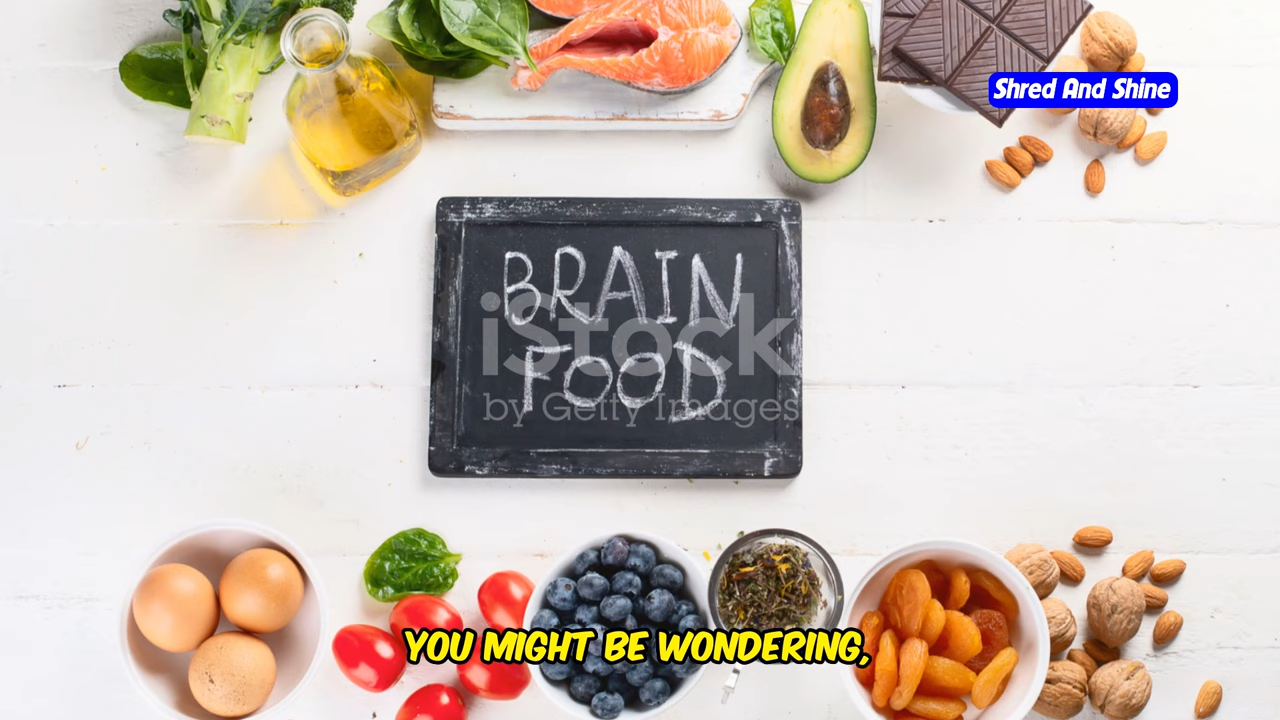 Shred And Shine
BRAIN
FOOD
iStock
by Getty Images
YOU MIGHT BE WONDERING,